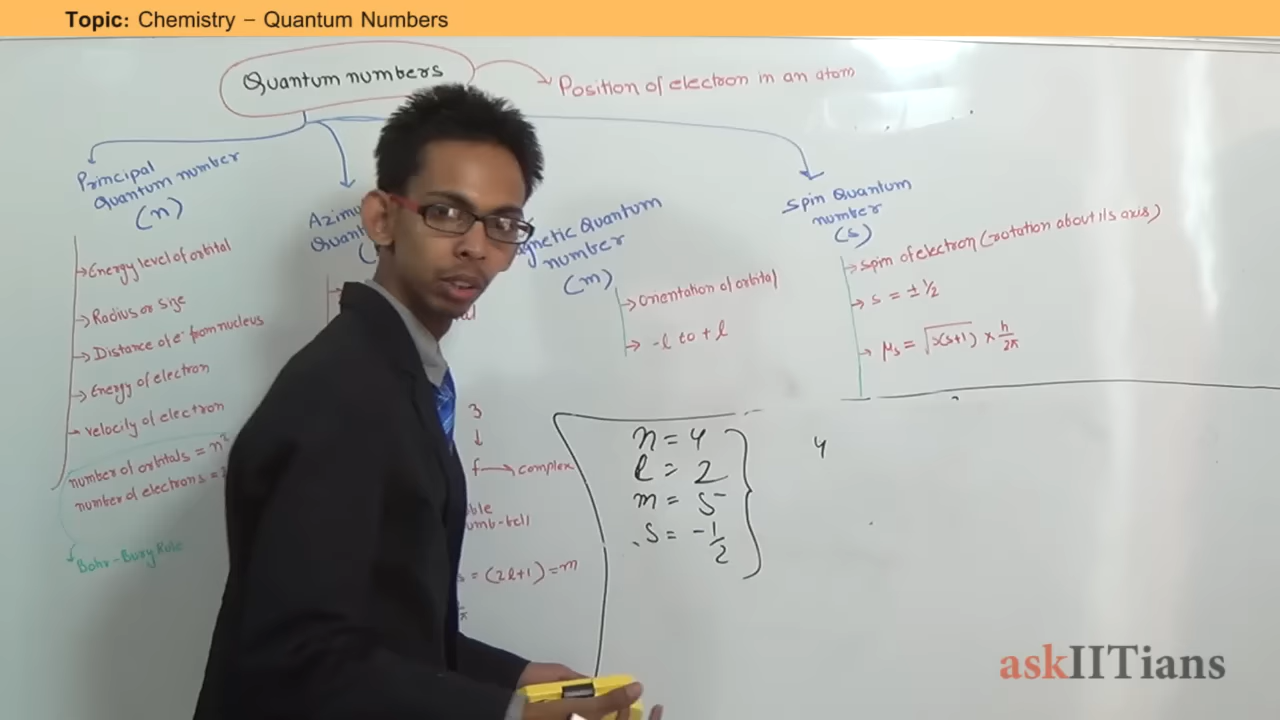 Topic: Chemistry – Quantum Numbers
Quantum numbers
Position of electron in an atom
Principal
Quantum number
(n)
Energy level of orbital
Radius or size
Distance of e⁻ from nucleus
Energy of electron
velocity of electron
number of orbitals = n²
number of electrons =
Bohr-Bury Rule
3
↓
f → complex
= (2l+1) = m
Quantum
number
(m)
Orientation of orbital
-l to + l
Spin Quantum
number
(s)
Spin of electron (rotation about its axis)
s = ± 1/2
μs = √s(s+1) × h/2π
n = 4
l = 2
m = 5
s = -1/2
4
askIITians